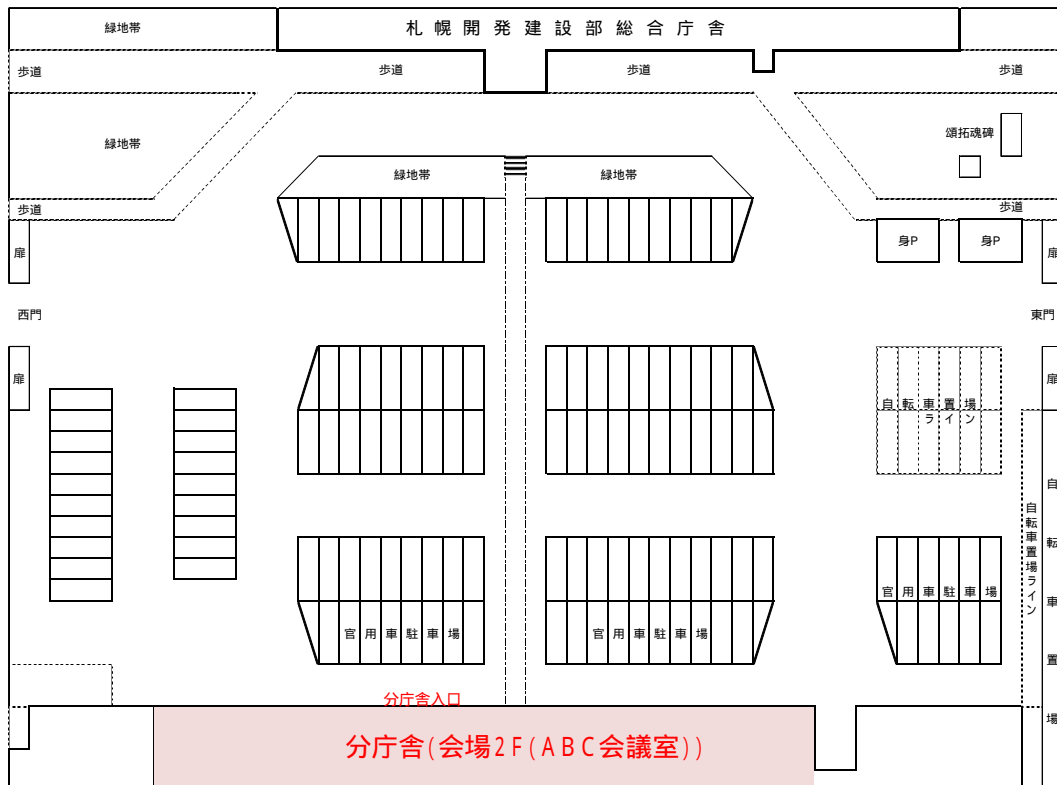 緑地帯
札幌開発建設部総合庁舎
歩道
歩道
歩道
歩道
緑地帯
頌拓魂碑
緑地帯
緑地帯
歩道
歩道
扉
身P
身P
扉
西門
東門
扉
扉
自転車置場
ライン
自転車置場ライン
自転車置場
官用車駐車場
官用車駐車場
官用車駐車場
分庁舎入口
分庁舎(会場2F(ABC会議室))